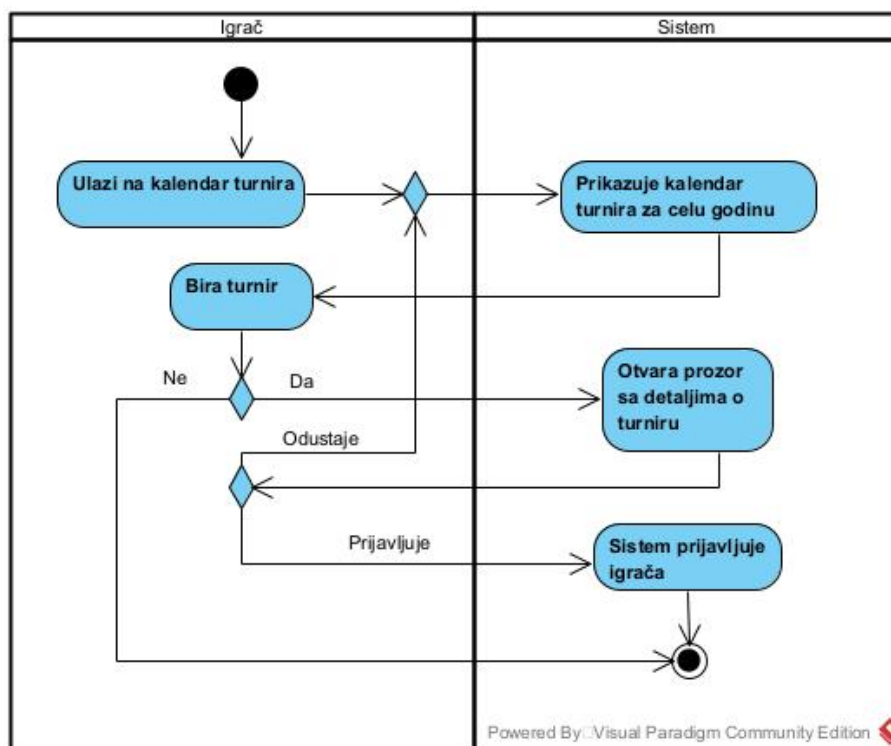 Igrač
Sistem
Ulazi na kalendar turnira
Prikazuje kalendar
turnira za celu godinu
Bira turnir
Ne
Da
Otvara prozor
sa detaljima o
turniru
Odustaje
Prijavljuje
Sistem prijavljuje
igrača
Powered By Visual Paradigm Community Edition